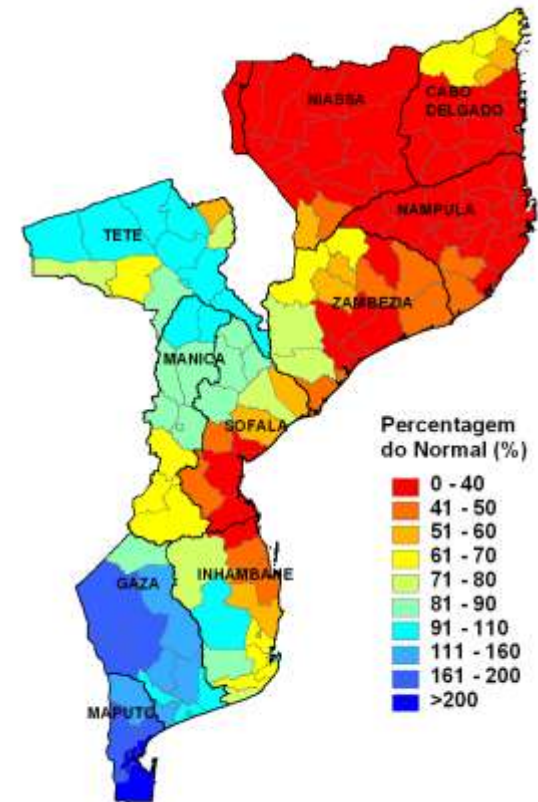 NIASSA
CABO
DELGADO
NAMPULA
TETE
ZAMBEZIA
MANICA
SOFALA
Percentagem
do Normal (%)
0 - 40
41 - 50
51 - 60
61 - 70
71 - 80
81 - 90
91 - 110
111 - 160
161 - 200
>200
INHAMBANE
GAZA
MAPUTO